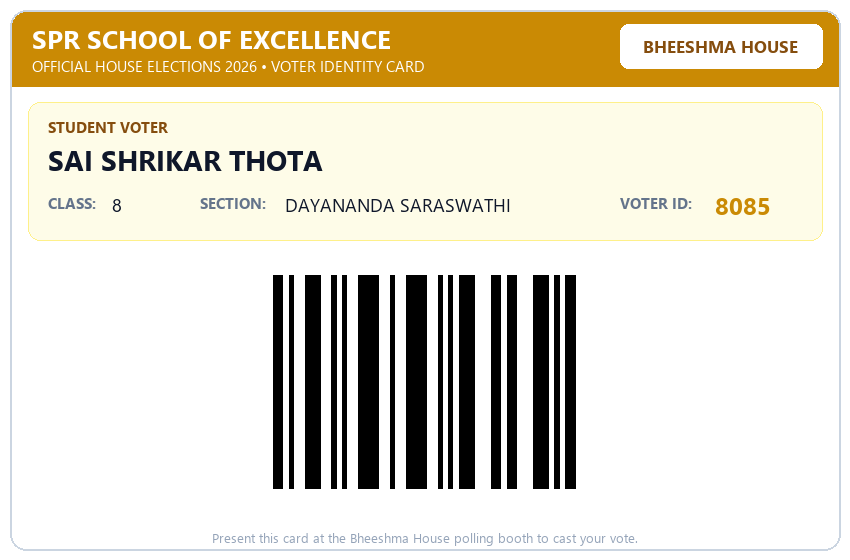 SPR SCHOOL OF EXCELLENCE
OFFICIAL HOUSE ELECTIONS 2026 • VOTER IDENTITY CARD
BHEESHMA HOUSE
STUDENT VOTER
SAI SHRIKAR THOTA
CLASS: 8 SECTION: DAYANANDA SARASWATHI VOTER ID: 8085
Present this card at the Bheeshma House polling booth to cast your vote.